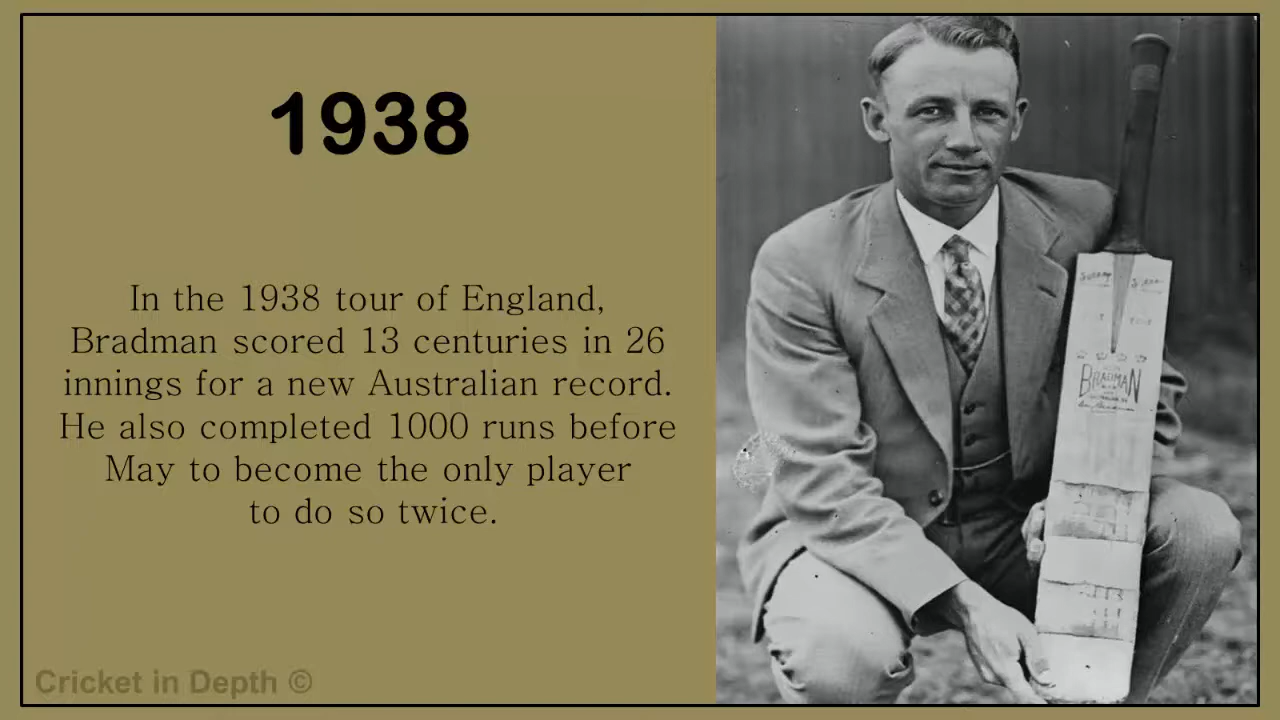 1938
In the 1938 tour of England,
Bradman scored 13 centuries in 26
innings for a new Australian record.
He also completed 1000 runs before
May to become the only player
to do so twice.
BRADMAN
Cricket in Depth ©